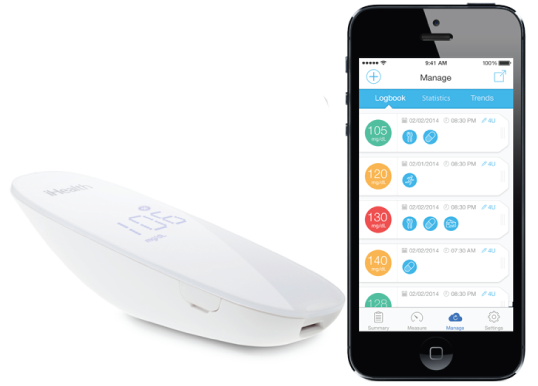 iHealth
106
mg/dL
9:41 AM
100%
Manage
Logbook Statistics Trends
02/02/2014 08:30 PM 4U
105
mg/dL
02/01/2014 08:30 PM 4U
120
mg/dL
02/02/2014 08:30 PM 4U
130
mg/dL
02/02/2014 07:30 AM 4U
140
mg/dL
02/02/2014 08:30 PM 4U
128
Summary Measure Manage Settings